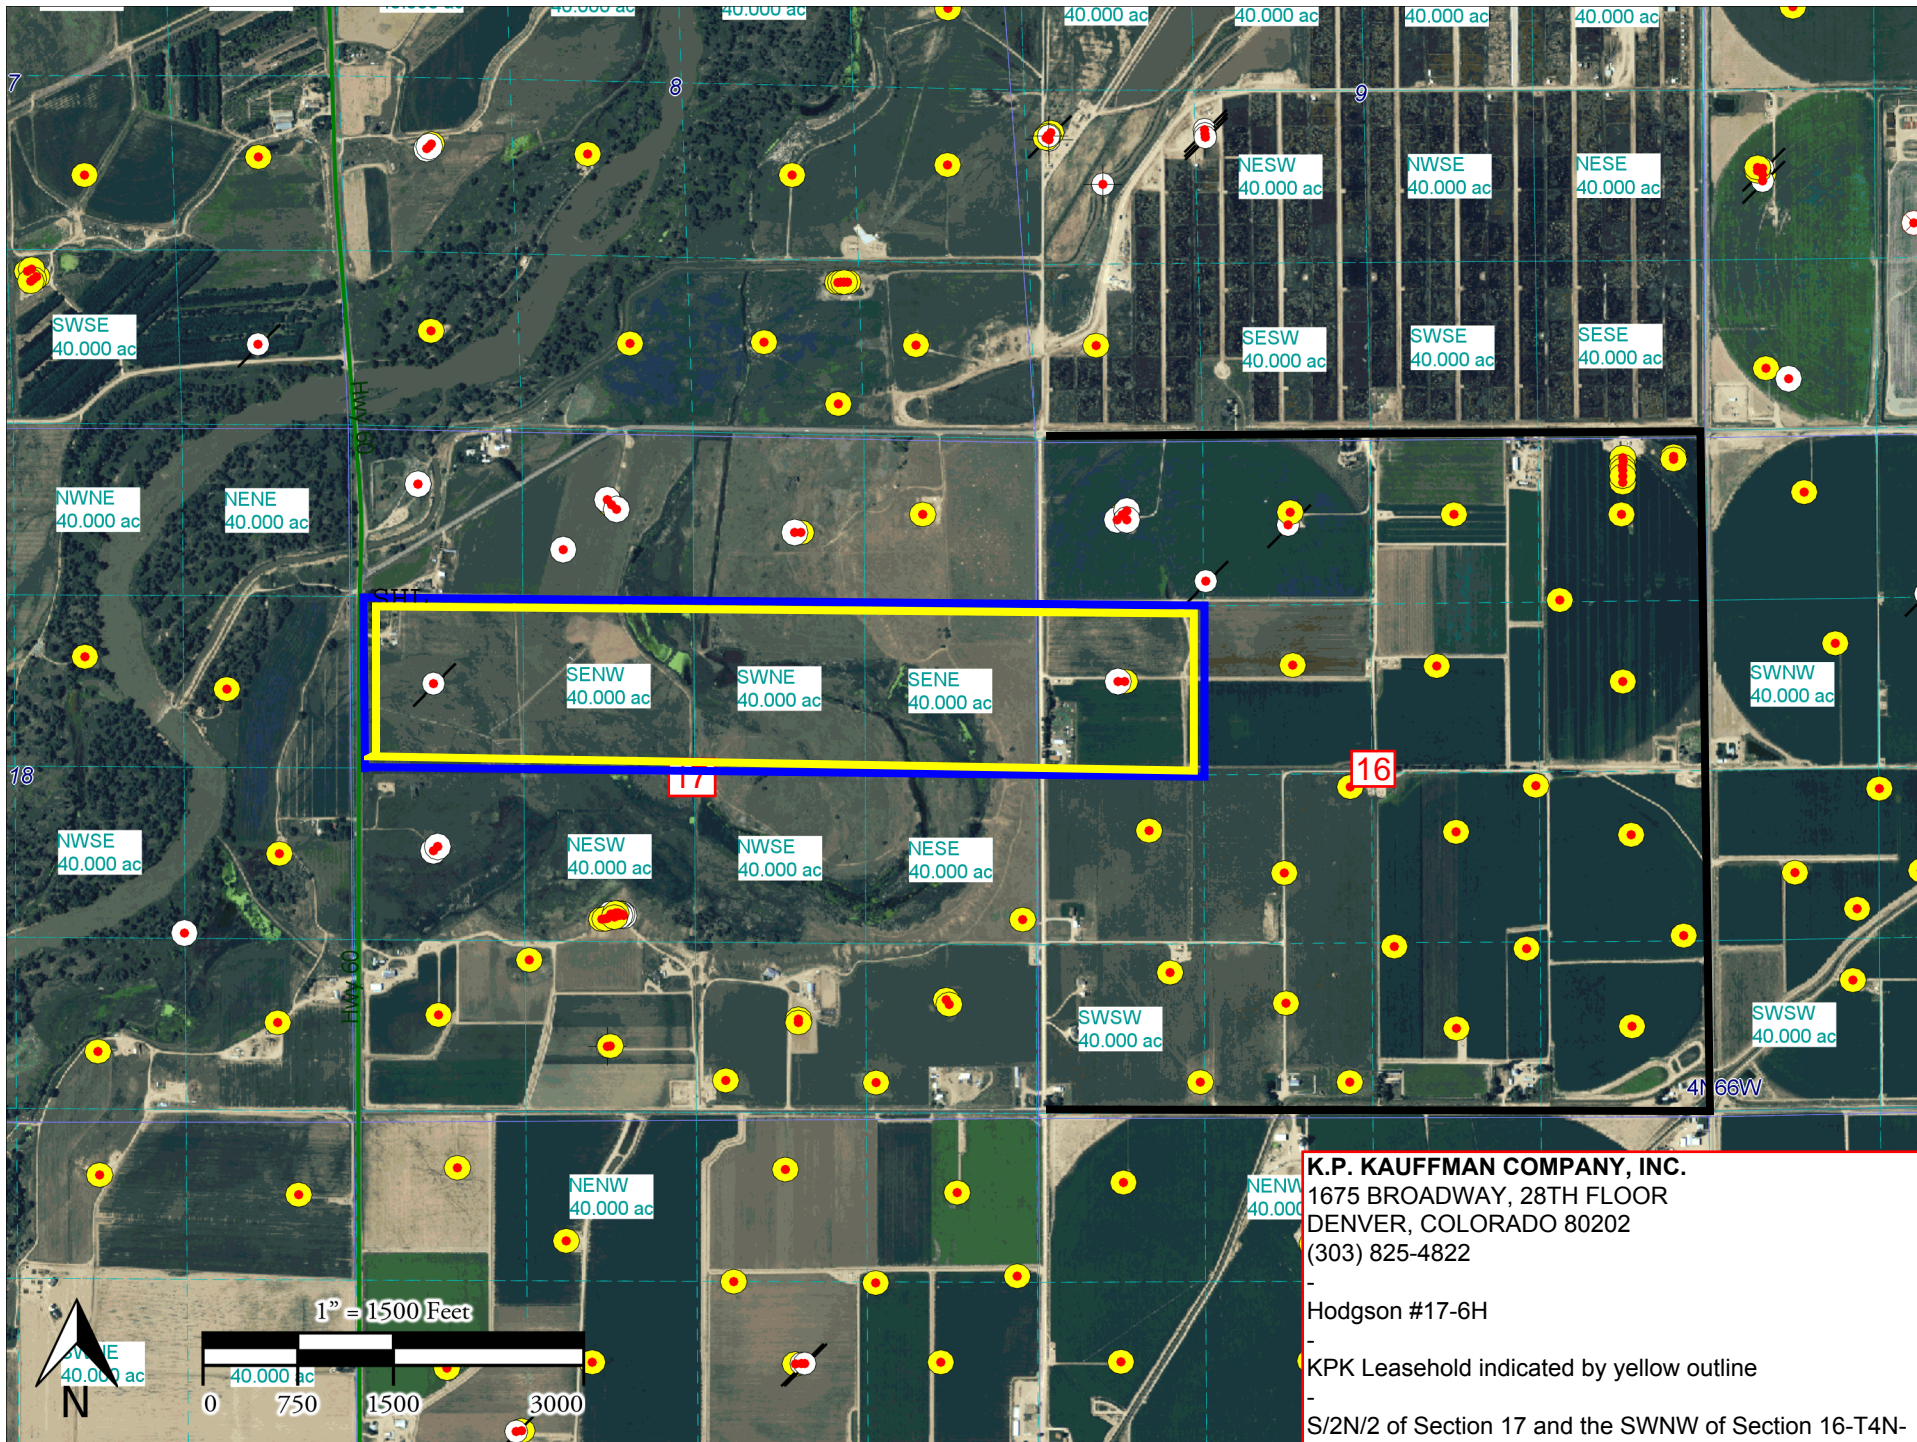 40.000 ac
40.000 ac
40.000 ac
40.000 ac
40.000 ac
40.000 ac
40.000 ac
7
8
9
NESW
40.000 ac
NWSE
40.000 ac
NESE
40.000 ac
SWSE
40.000 ac
SESW
40.000 ac
SWSE
40.000 ac
SESE
40.000 ac
HWY 60
NWNE
40.000 ac
NENE
40.000 ac
SHL
SENW
40.000 ac
SWNE
40.000 ac
SENE
40.000 ac
SWNW
40.000 ac
18
17
16
NWSE
40.000 ac
NESW
40.000 ac
NWSE
40.000 ac
NESE
40.000 ac
HWY 60
SWSW
40.000 ac
SWSW
40.000 ac
4N66W
NENW
40.000 ac
NENW
40.000
K.P. KAUFFMAN COMPANY, INC.
1675 BROADWAY, 28TH FLOOR
DENVER, COLORADO 80202
(303) 825-4822
-
Hodgson #17-6H
-
KPK Leasehold indicated by yellow outline
-
S/2N/2 of Section 17 and the SWNW of Section 16-T4N-
1” = 1500 Feet
0 750 1500 3000
N
40.000 ac
40.000 ac